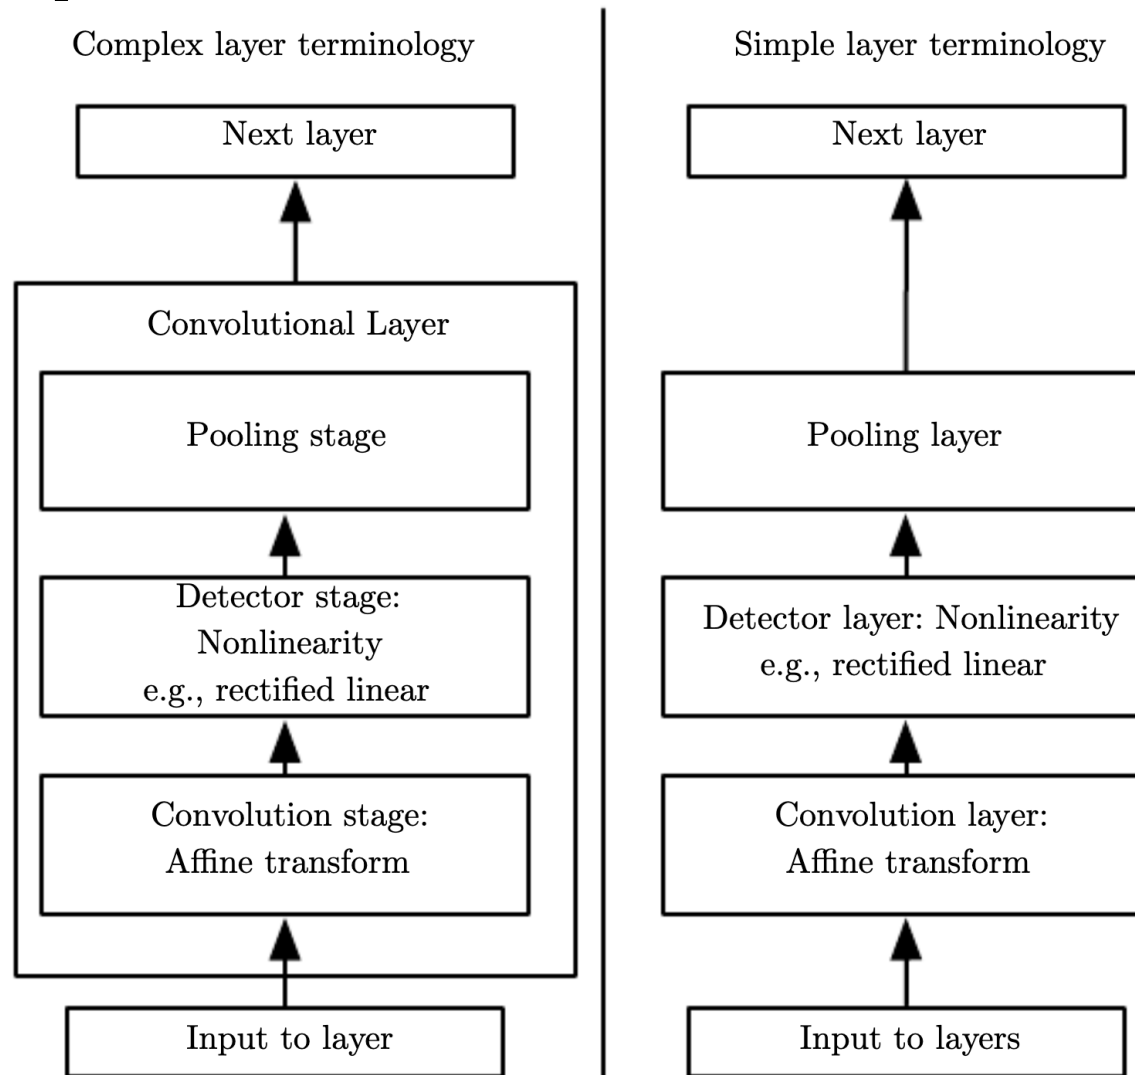 Complex layer terminology
Next layer
Convolutional Layer
Pooling stage
Detector stage:
Nonlinearity
e.g., rectified linear
Convolution stage:
Affine transform
Input to layer
Simple layer terminology
Next layer
Pooling layer
Detector layer: Nonlinearity
e.g., rectified linear
Convolution layer:
Affine transform
Input to layers